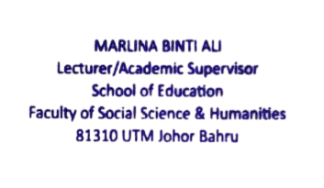 MARLINA BINTI ALI
Lecturer/Academic Supervisor
School of Education
Faculty of Social Science & Humanities
81310 UTM Johor Bahru